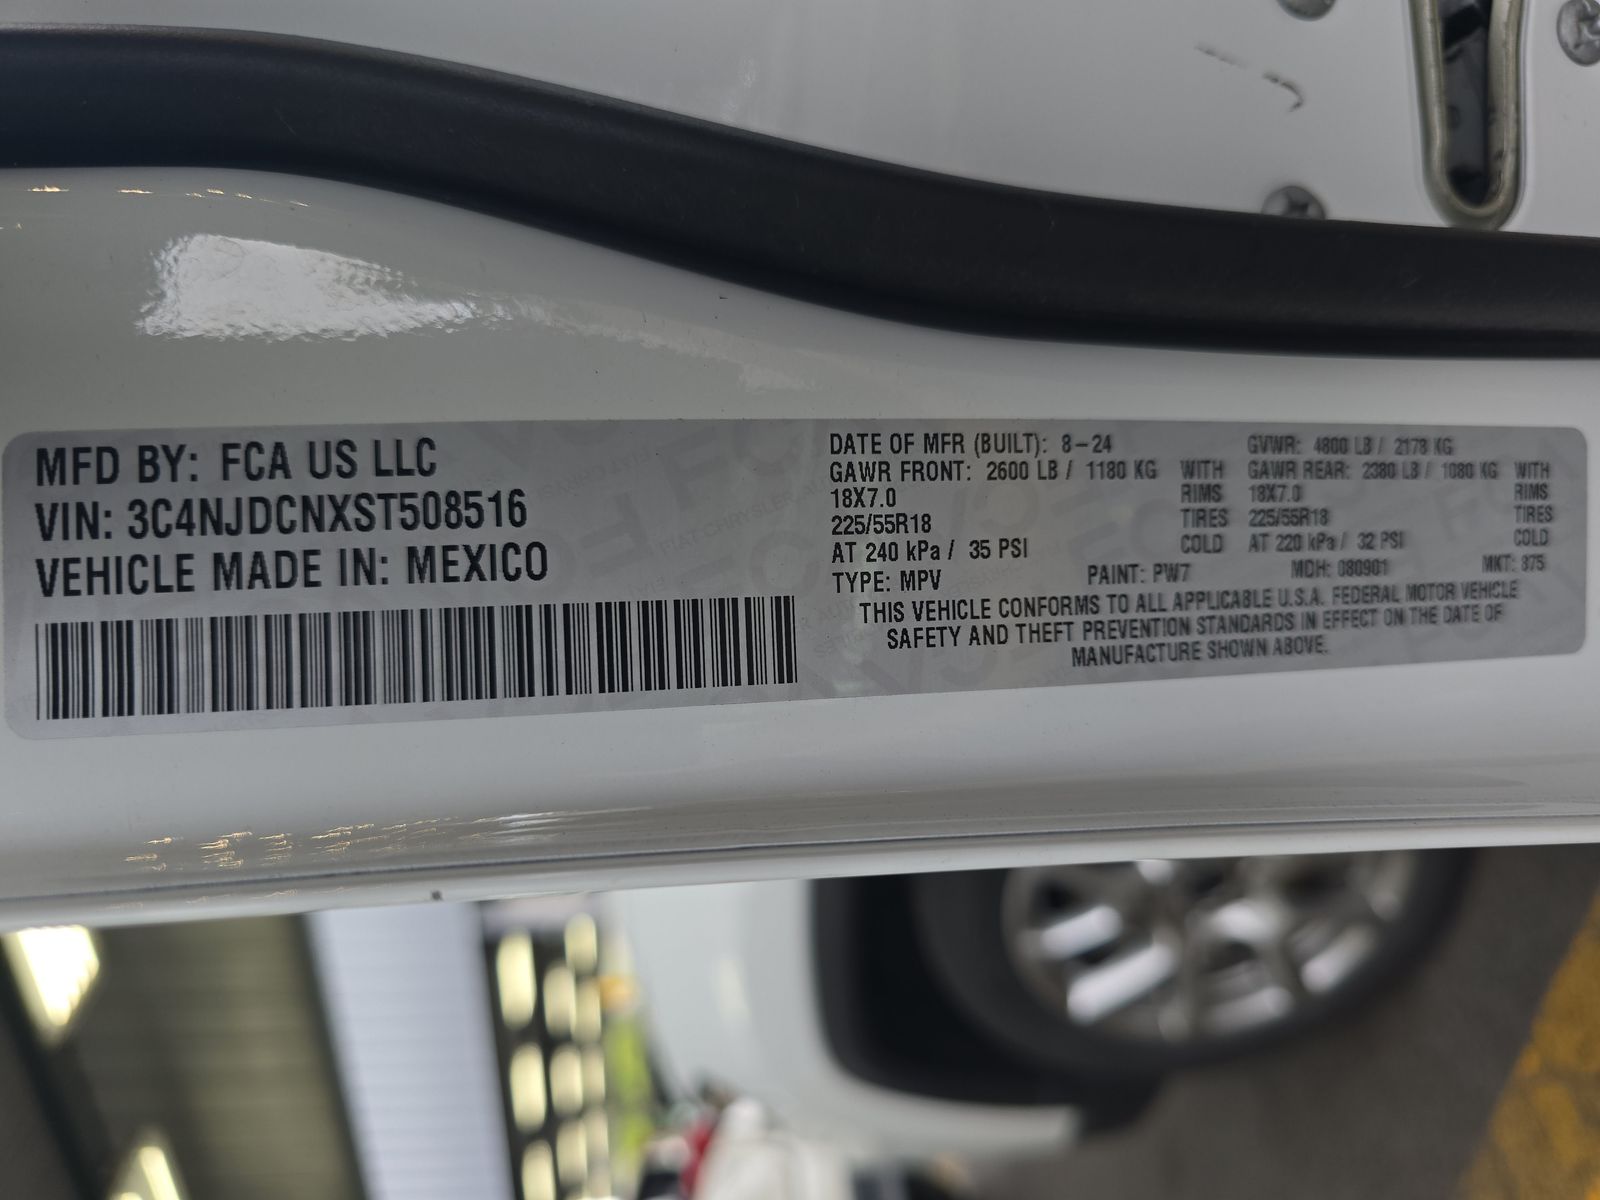 MFD BY: FCA US LLC
VIN: 3C4NJDCNXST508516
VEHICLE MADE IN: MEXICO
DATE OF MFR (BUILT): 8-24 GVWR: 4800 LB / 2178 KG
GAWR FRONT: 2600 LB / 1180 KG WITH GAWR REAR: 2380 LB / 1080 KG WITH
18X7.0 RIMS 18X7.0 RIMS
225/55R18 TIRES 225/55R18 TIRES
AT 240 kPa / 35 PSI COLD AT 220 kPa / 32 PSI COLD
TYPE: MPV PAINT: PW7 MDH: 080901 MKT: 875
THIS VEHICLE CONFORMS TO ALL APPLICABLE U.S.A. FEDERAL MOTOR VEHICLE
SAFETY AND THEFT PREVENTION STANDARDS IN EFFECT ON THE DATE OF
MANUFACTURE SHOWN ABOVE.